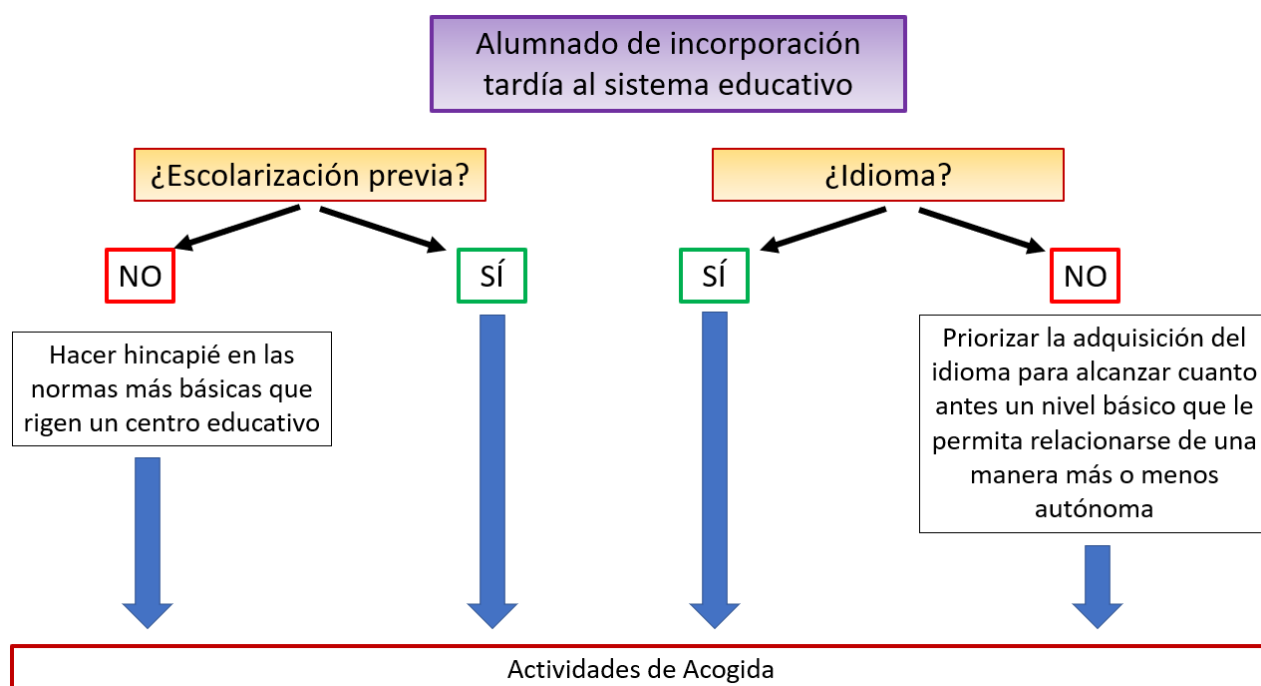 Alumnado de incorporación
tardía al sistema educativo
¿Escolarización previa?
¿Idioma?
NO
SÍ
SÍ
NO
Hacer hincapié en las
normas más básicas que
rigen un centro educativo
Priorizar la adquisición del
idioma para alcanzar cuanto
antes un nivel básico que le
permita relacionarse de una
manera más o menos
autónoma
Actividades de Acogida